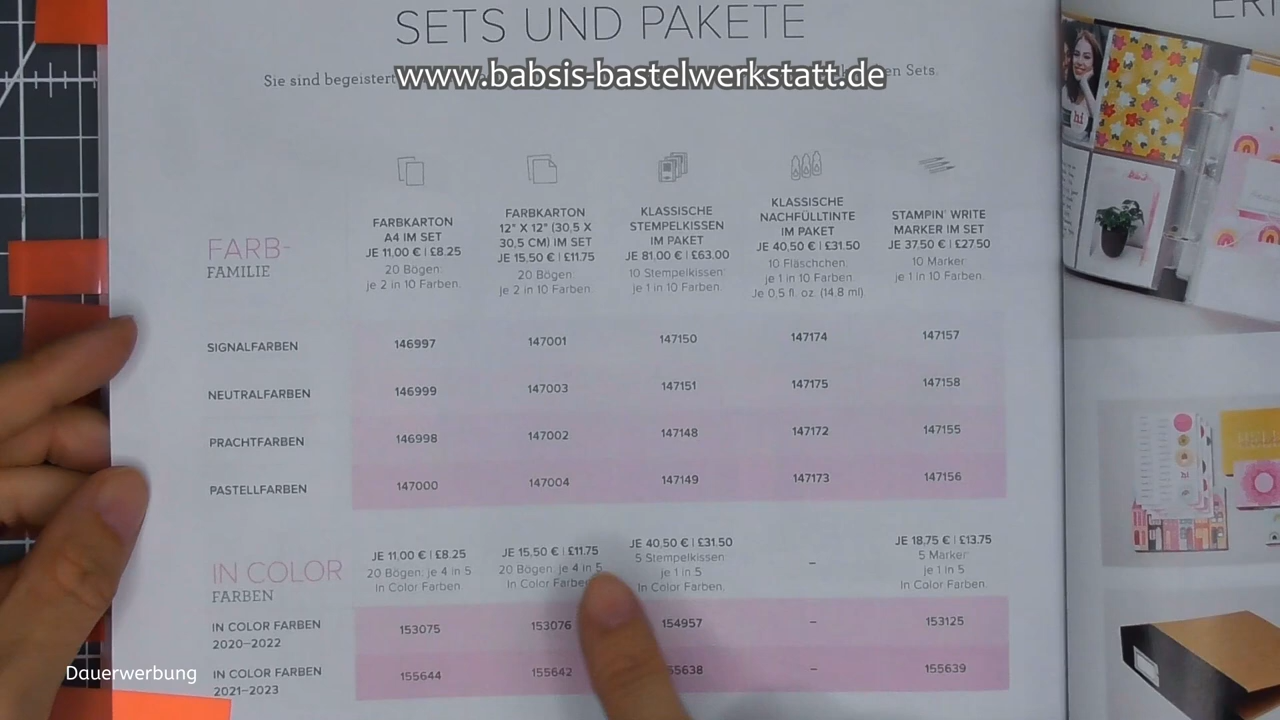 SETS UND PAKETE
Sie sind begeistert
en Sets.
www.babsis-bastelwerkstatt.de
FARB-
FAMILIE
FARBKARTON
A4 IM SET
JE 11,00 € | £8.25
20 Bögen:
je 2 in 10 Farben.
FARBKARTON
12" X 12" (30,5 X
30,5 CM) IM SET
JE 15,50 € | £11.75
20 Bögen:
je 2 in 10 Farben.
KLASSISCHE
STEMPELKISSEN
IM PAKET
JE 81,00 € | £63.00
10 Stempelkissen:
je 1 in 10 Farben.
KLASSISCHE
NACHFÜLLTINTE
IM PAKET
JE 40,50 € | £31.50
10 Fläschchen:
je 1 in 10 Farben.
Je 0,5 fl. oz. (14,8 ml).
STAMPIN' WRITE
MARKER IM SET
JE 37,50 € | £27.50
10 Marker:
je 1 in 10 Farben.
SIGNALFARBEN 146997 147001 147150 147174 147157
NEUTRALFARBEN 146999 147003 147151 147175 147158
PRACHTFARBEN 146998 147002 147148 147172 147155
PASTELLFARBEN 147000 147004 147149 147173 147156
IN COLOR
FARBEN
JE 11,00 € | £8.25
20 Bögen: je 4 in 5
In Color Farben.
JE 15,50 € | £11.75
20 Bögen: je 4 in 5
In Color Farben
JE 40,50 € | £31.50
5 Stempelkissen:
je 1 in 5
In Color Farben.
–
JE 18,75 € | £13.75
5 Marker:
je 1 in 5
In Color Farben.
IN COLOR FARBEN
2020–2022
153075 153076 154957 – 153125
IN COLOR FARBEN
2021–2023
155644 155642 55638 – 155639
Dauerwerbung
hi